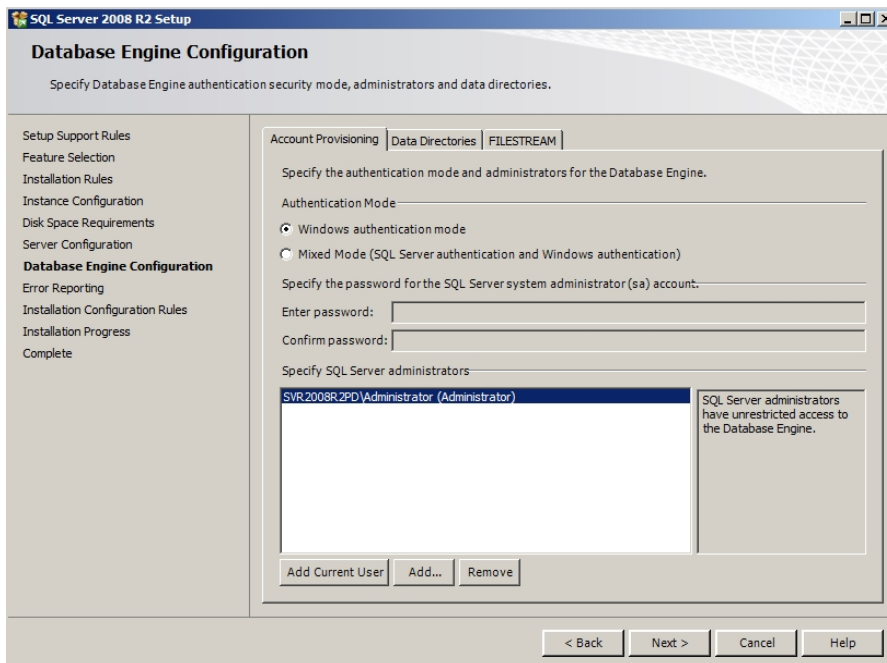 SQL Server 2008 R2 Setup
Database Engine Configuration
Specify Database Engine authentication security mode, administrators and data directories.
Setup Support Rules
Feature Selection
Installation Rules
Instance Configuration
Disk Space Requirements
Server Configuration
Database Engine Configuration
Error Reporting
Installation Configuration Rules
Installation Progress
Complete
Account Provisioning Data Directories FILESTREAM
Specify the authentication mode and administrators for the Database Engine.
Authentication Mode
Windows authentication mode
Mixed Mode (SQL Server authentication and Windows authentication)
Specify the password for the SQL Server system administrator (sa) account.
Enter password:
Confirm password:
Specify SQL Server administrators
SVR2008R2PD\Administrator (Administrator)
SQL Server administrators
have unrestricted access to
the Database Engine.
Add Current User Add... Remove
< Back Next > Cancel Help